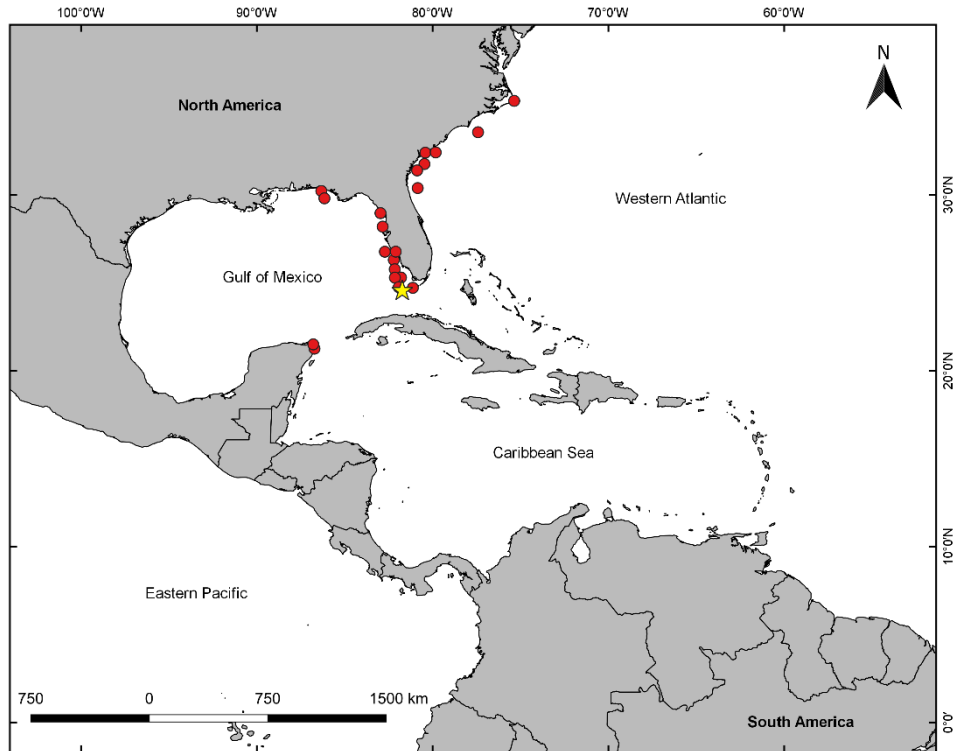 100°0'W 90°0'W 80°0'W 70°0'W 60°0'W
N
North America
30°0'N
Western Atlantic
Gulf of Mexico
20°0'N
Caribbean Sea
10°0'N
Eastern Pacific
750 0 750 1500 km
South America
0°0'